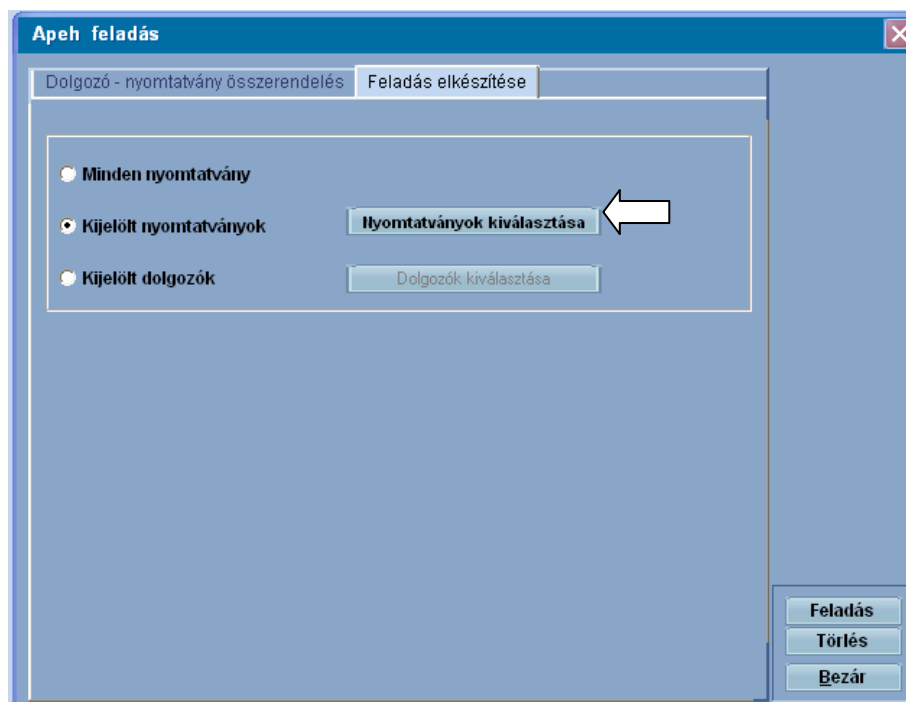 Apeh feladás
Dolgozó - nyomtatvány összerendelés Feladás elkészítése
Minden nyomtatvány
Kijelölt nyomtatványok Nyomtatványok kiválasztása
Kijelölt dolgozók Dolgozók kiválasztása
Feladás
Törlés
Bezár